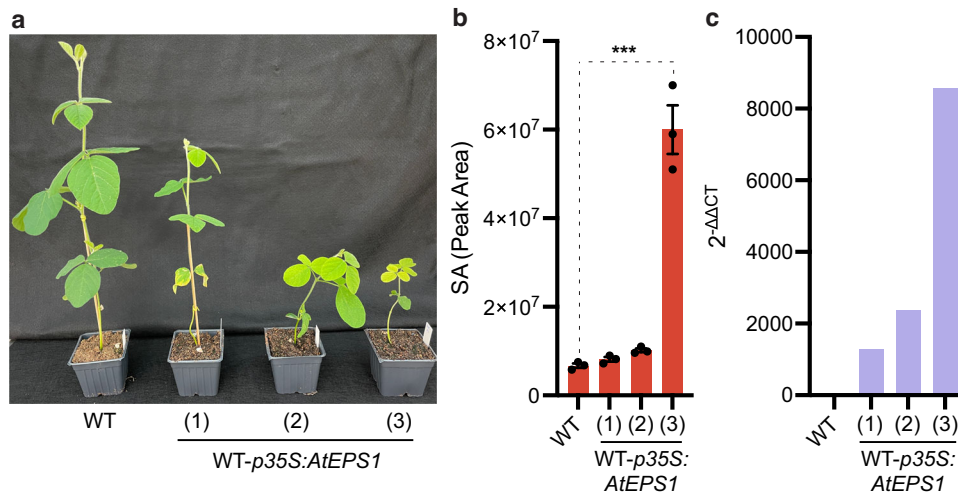 a
WT
(1)
(2)
(3)
WT-p35S:AtEPS1
b
SA (Peak Area)
8×10⁷
6×10⁷
4×10⁷
2×10⁷
0
***
WT
(1)
(2)
(3)
WT-p35S:
AtEPS1
c
2^-ΔΔCT
10000
8000
6000
4000
2000
0
WT
(1)
(2)
(3)
WT-p35S:
AtEPS1